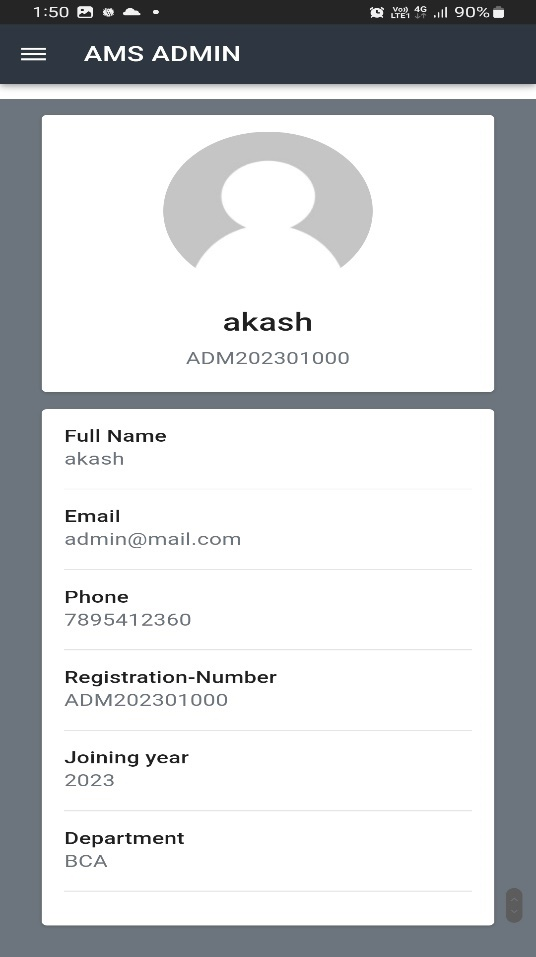 1:50 Vo)) LTE1 4G 90%
AMS ADMIN
akash
ADM202301000
Full Name
akash
Email
admin@mail.com
Phone
7895412360
Registration-Number
ADM202301000
Joining year
2023
Department
BCA